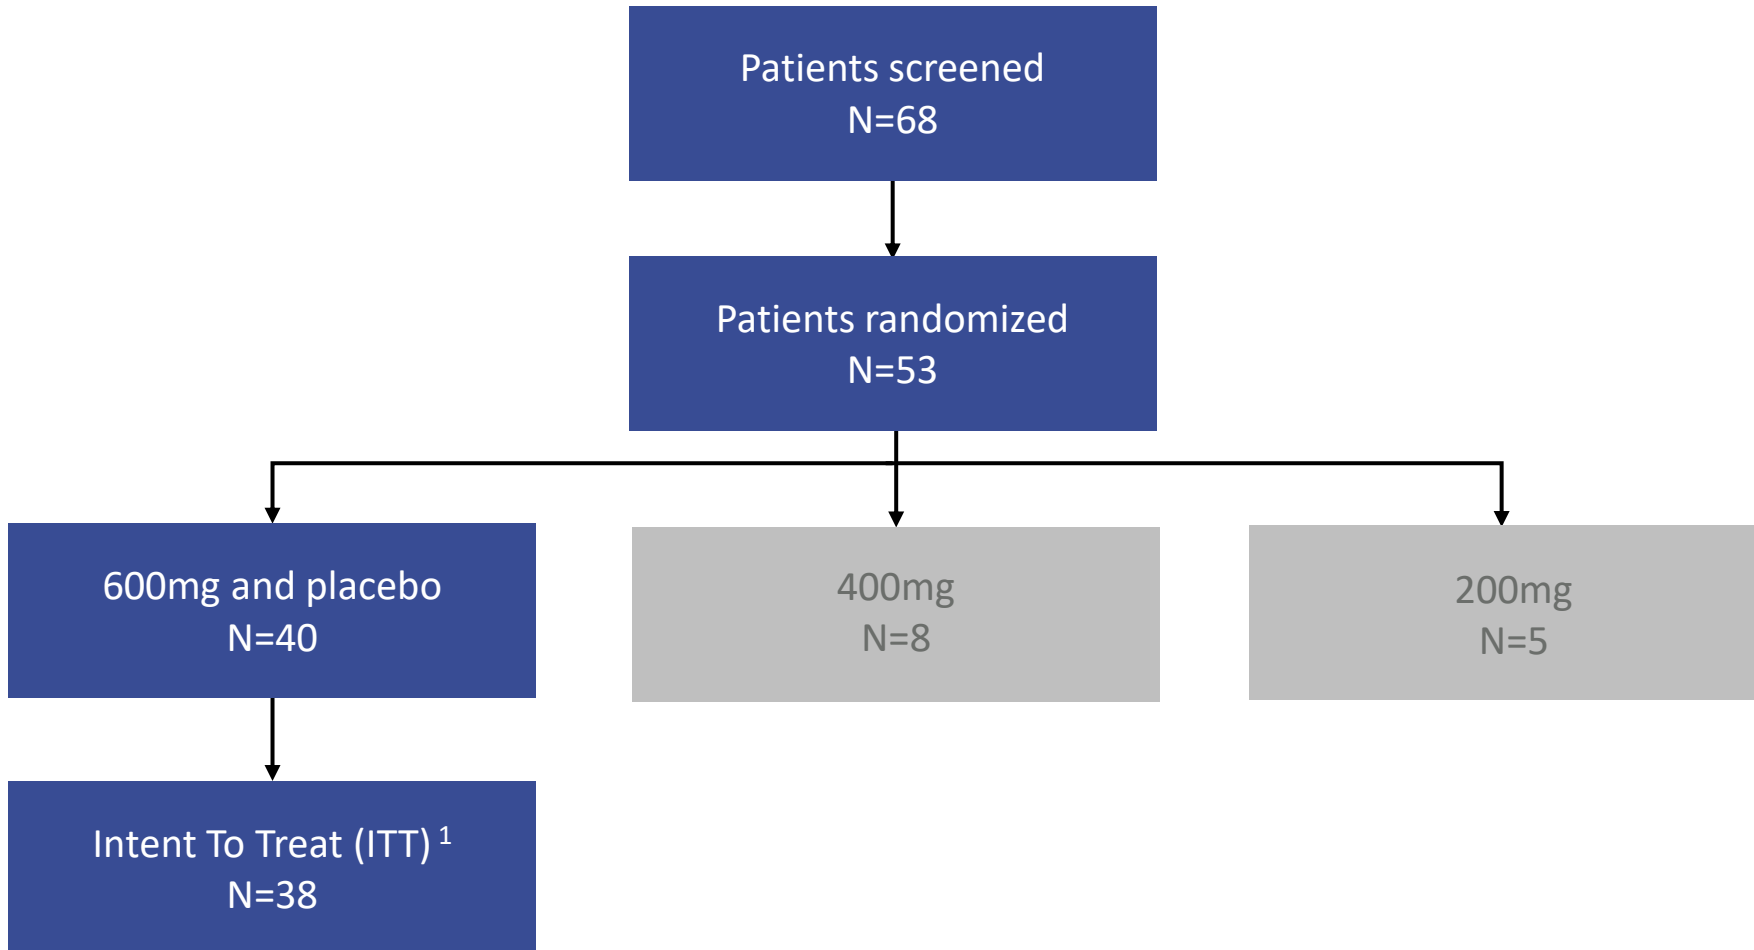 Patients screened
N=68
Patients randomized
N=53
600mg and placebo
N=40
400mg
N=8
200mg
N=5
Intent To Treat (ITT) 1
N=38